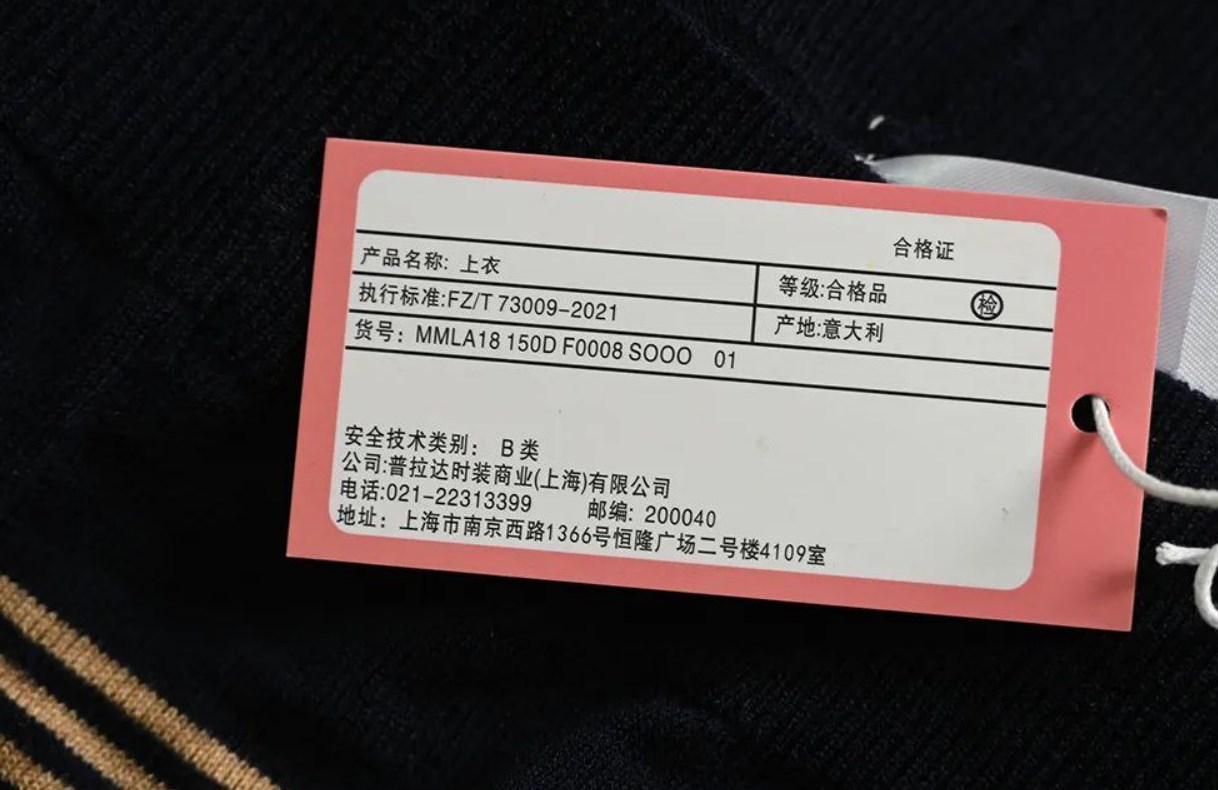 合格证
产品名称: 上衣
等级:合格品 检
执行标准:FZ/T 73009-2021
产地:意大利
货号: MMLA18 150D F0008 SOOO 01
安全技术类别: B 类
公司:普拉达时装商业(上海)有限公司
电话:021-22313399 邮编: 200040
地址: 上海市南京西路1366号恒隆广场二号楼4109室